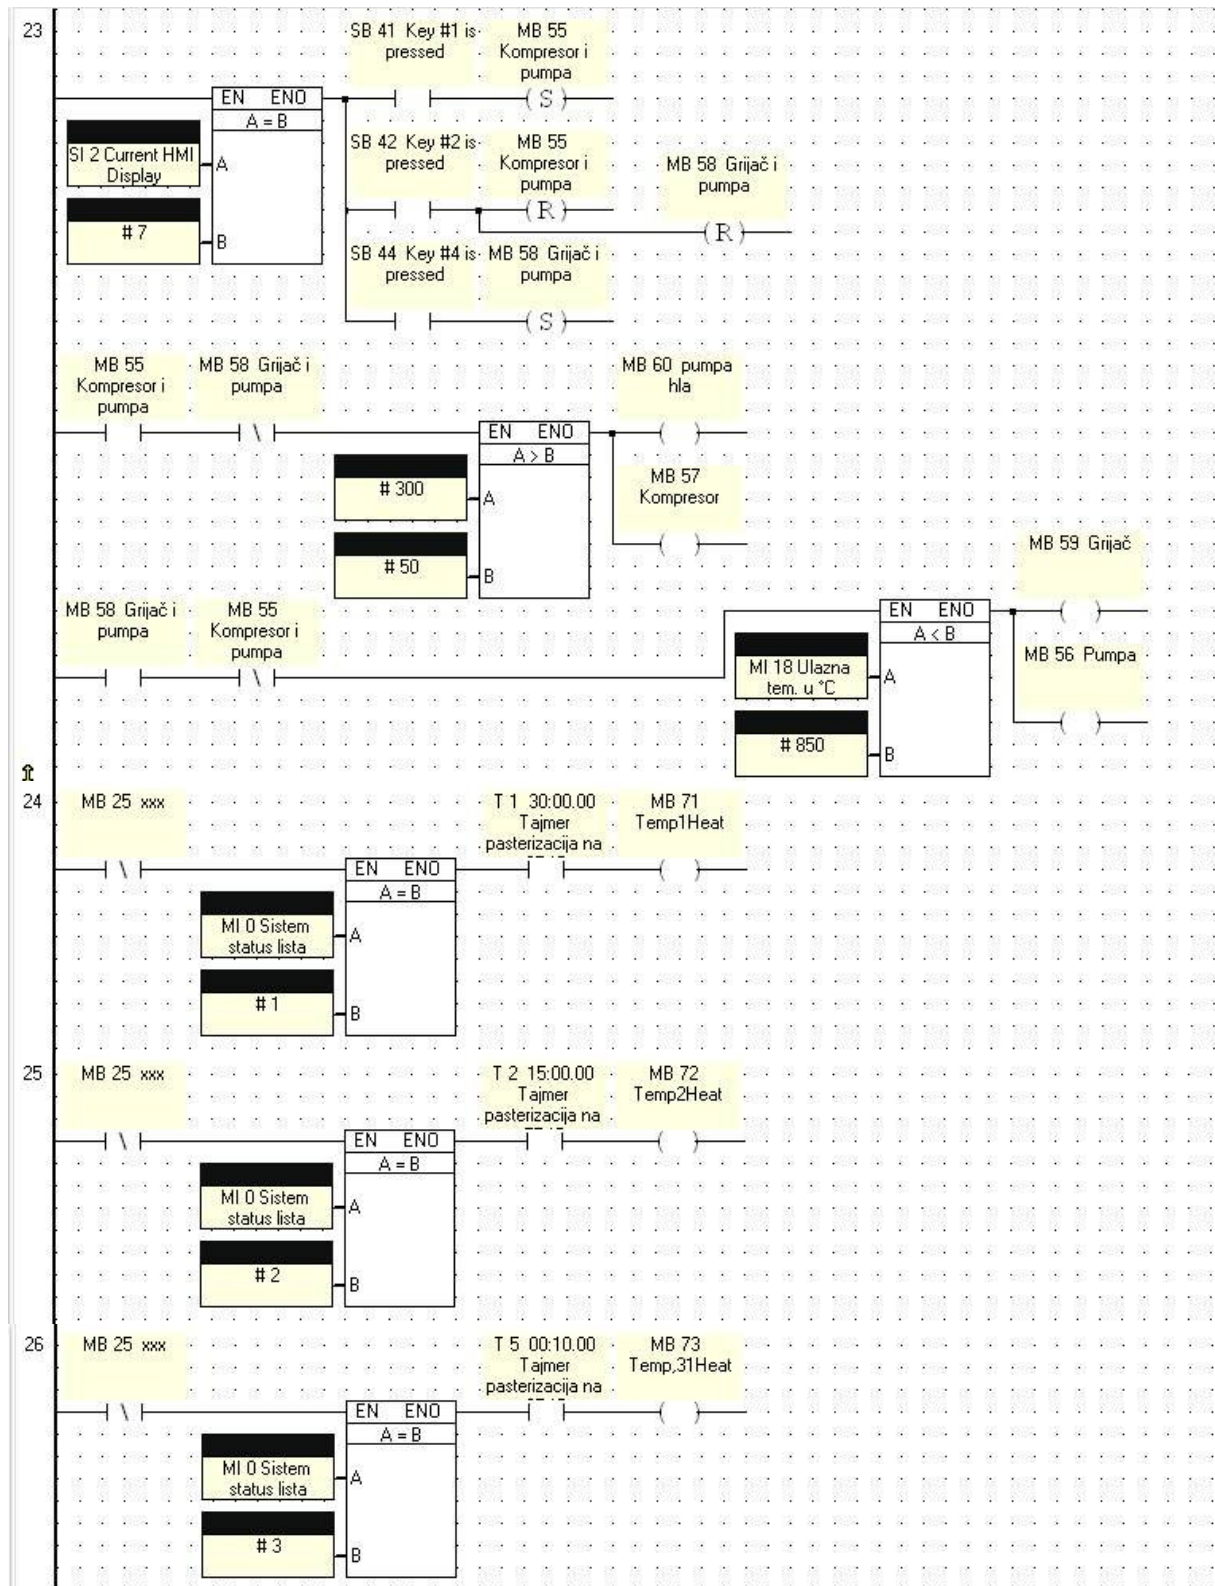 23
SB 41 Key #1 is
pressed
MB 55
Kompresor i
pumpa
EN ENO
A = B
( S )
SI 2 Current HMI
Display
A
# 7
B
SB 42 Key #2 is
pressed
MB 55
Kompresor i
pumpa
( R )
MB 58 Grijač i
pumpa
( R )
SB 44 Key #4 is
pressed
MB 58 Grijač i
pumpa
( S )
MB 55
Kompresor i
pumpa
MB 58 Grijač i
pumpa
EN ENO
A > B
# 300
A
# 50
B
MB 60 pumpa
hla
MB 57
Kompresor
MB 58 Grijač i
pumpa
MB 55
Kompresor i
pumpa
EN ENO
A < B
MI 18 Ulazna
tem. u °C
A
# 850
B
MB 59 Grijač
MB 56 Pumpa
24
MB 25 xxx
EN ENO
A = B
MI 0 Sistem
status lista
A
# 1
B
T 1 30:00.00
Tajmer
pasterizacija na
MB 71
Temp1Heat
25
MB 25 xxx
EN ENO
A = B
MI 0 Sistem
status lista
A
# 2
B
T 2 15:00.00
Tajmer
pasterizacija na
MB 72
Temp2Heat
26
MB 25 xxx
EN ENO
A = B
MI 0 Sistem
status lista
A
# 3
B
T 5 00:10.00
Tajmer
pasterizacija na
MB 73
Temp,31Heat